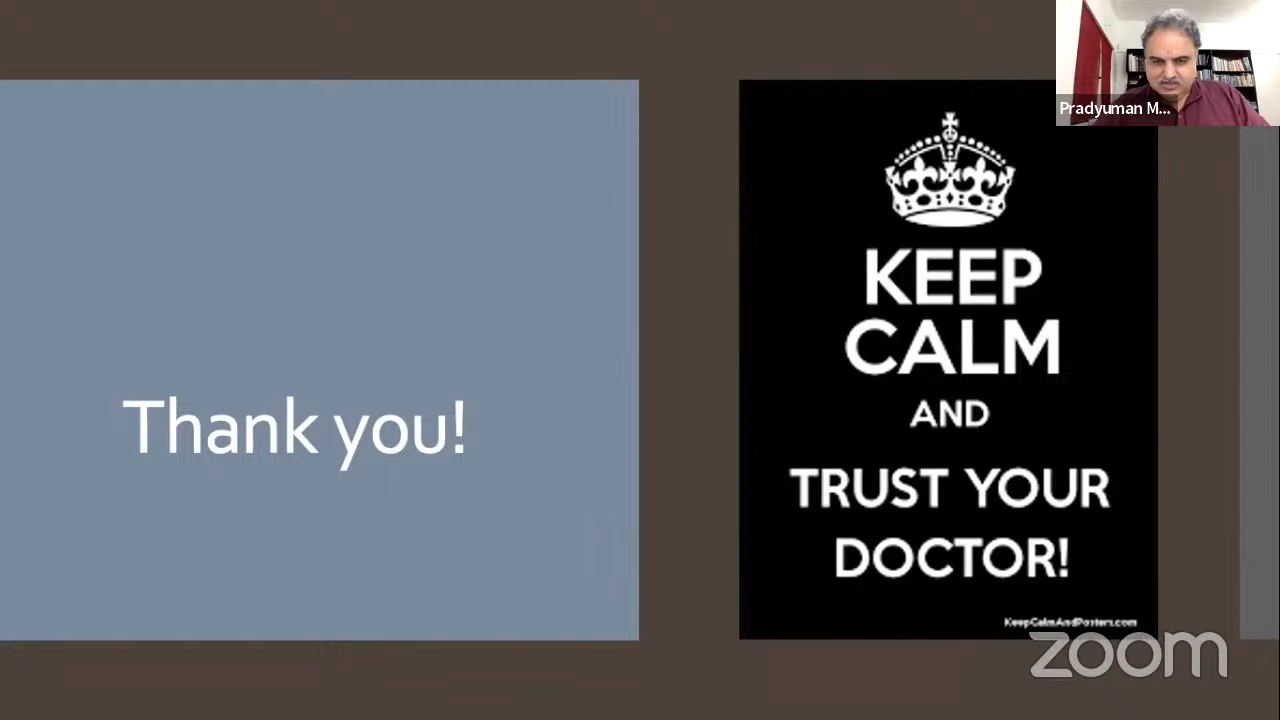 Pradyuman M...
Thank you!
KEEP
CALM
AND
TRUST YOUR
DOCTOR!
KeepCalmAndPosters.com
zoom